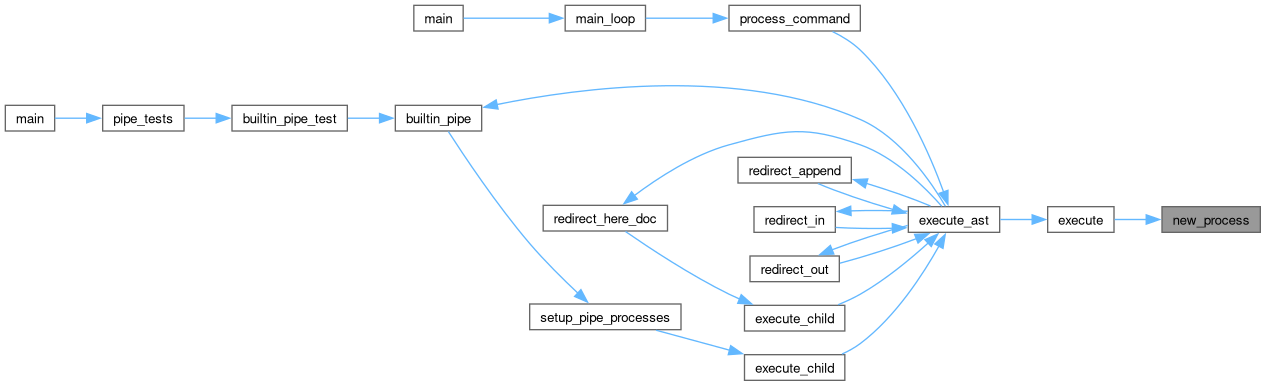 main
main_loop
process_command
main
pipe_tests
builtin_pipe_test
builtin_pipe
redirect_append
redirect_here_doc
redirect_in
execute_ast
execute
new_process
redirect_out
setup_pipe_processes
execute_child
execute_child